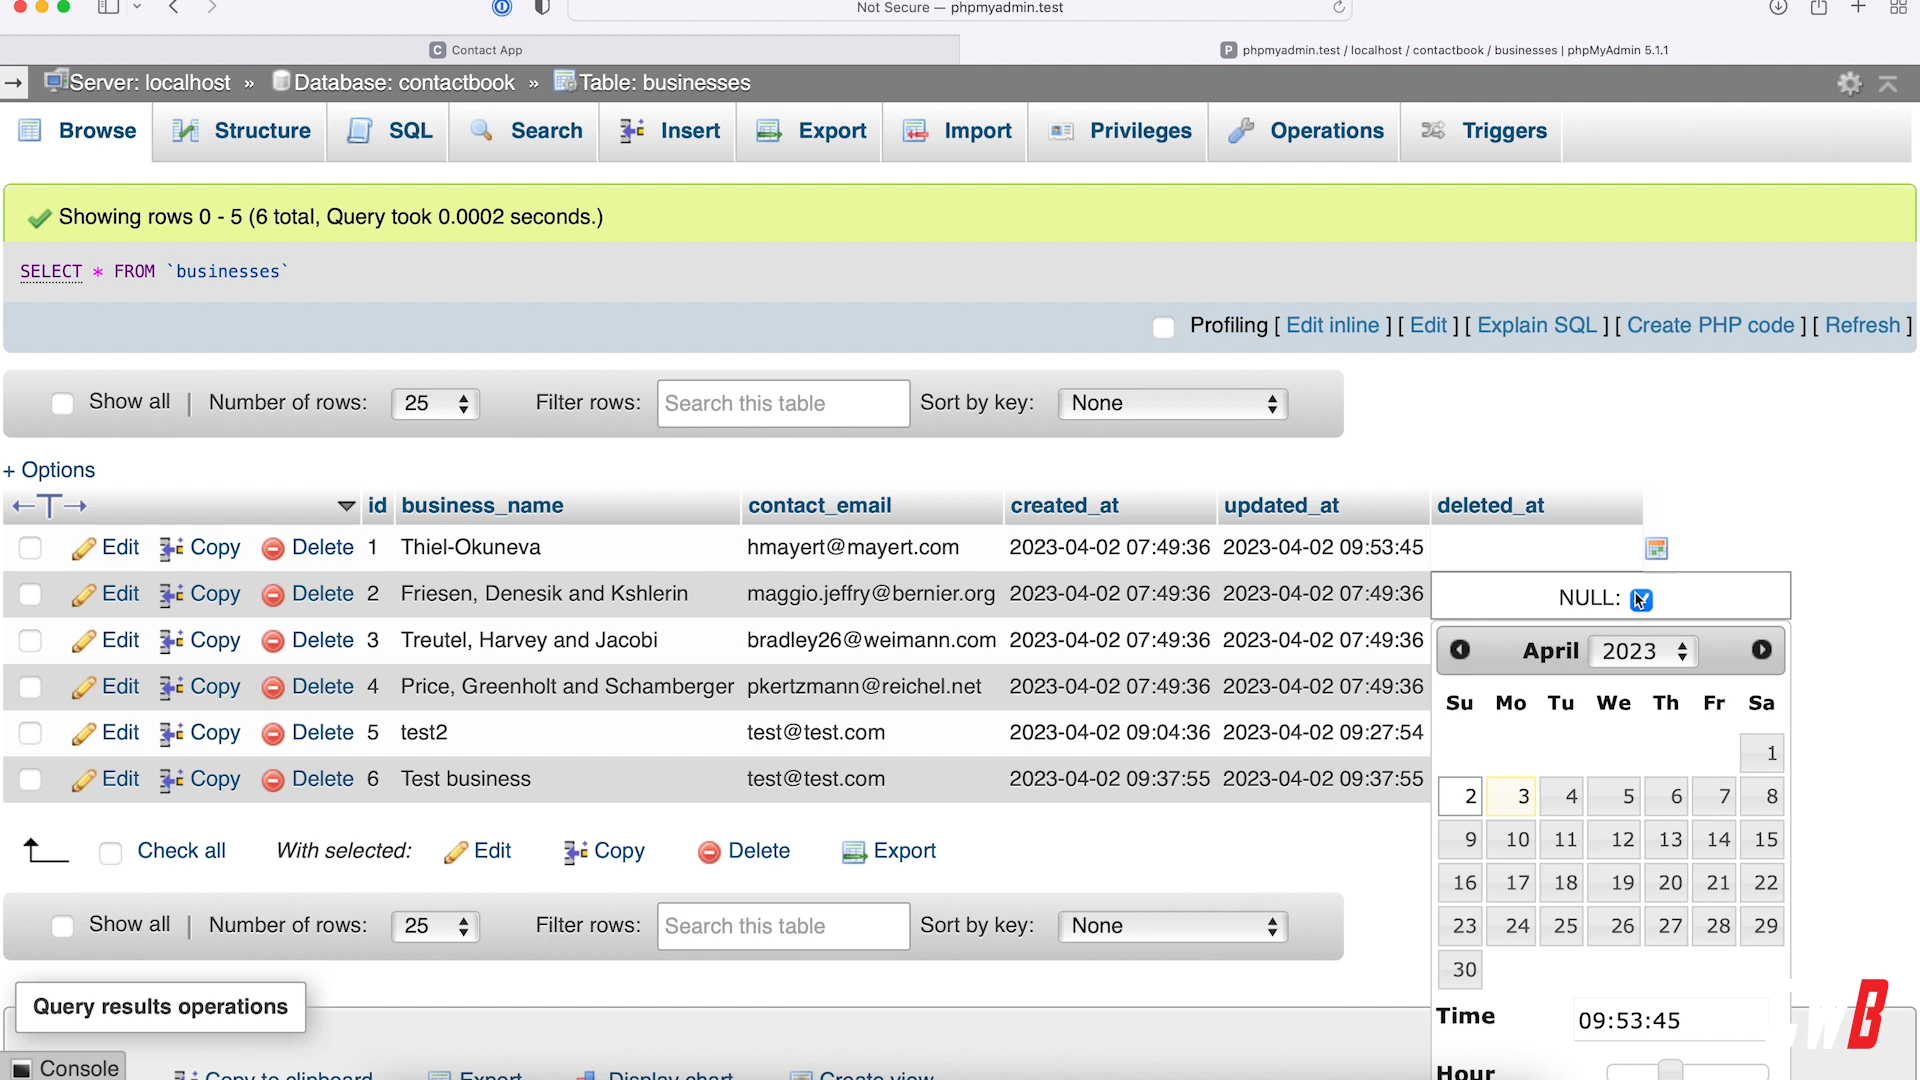 Not Secure — phpmyadmin.test
C Contact App
P phpmyadmin.test / localhost / contactbook / businesses | phpMyAdmin 5.1.1
Server: localhost » Database: contactbook » Table: businesses
Browse Structure SQL Search Insert Export Import Privileges Operations Triggers
Showing rows 0 - 5 (6 total, Query took 0.0002 seconds.)
SELECT * FROM `businesses`
Profiling [ Edit inline ] [ Edit ] [ Explain SQL ] [ Create PHP code ] [ Refresh ]
Show all | Number of rows: 25 Filter rows: Search this table Sort by key: None
+ Options
id business_name contact_email created_at updated_at deleted_at
Edit Copy Delete 1 Thiel-Okuneva hmayert@mayert.com 2023-04-02 07:49:36 2023-04-02 09:53:45
Edit Copy Delete 2 Friesen, Denesik and Kshlerin maggio.jeffry@bernier.org 2023-04-02 07:49:36 2023-04-02 07:49:36 NULL:
Edit Copy Delete 3 Treutel, Harvey and Jacobi bradley26@weimann.com 2023-04-02 07:49:36 2023-04-02 07:49:36
Edit Copy Delete 4 Price, Greenholt and Schamberger pkertzmann@reichel.net 2023-04-02 07:49:36 2023-04-02 07:49:36
Edit Copy Delete 5 test2 test@test.com 2023-04-02 09:04:36 2023-04-02 09:27:54
Edit Copy Delete 6 Test business test@test.com 2023-04-02 09:37:55 2023-04-02 09:37:55
April 2023
Su Mo Tu We Th Fr Sa
1
2 3 4 5 6 7 8
9 10 11 12 13 14 15
16 17 18 19 20 21 22
23 24 25 26 27 28 29
30
Time 09:53:45
Hour
Check all With selected: Edit Copy Delete Export
Show all | Number of rows: 25 Filter rows: Search this table Sort by key: None
Query results operations
Console
Copy to clipboard Export Display chart Create view